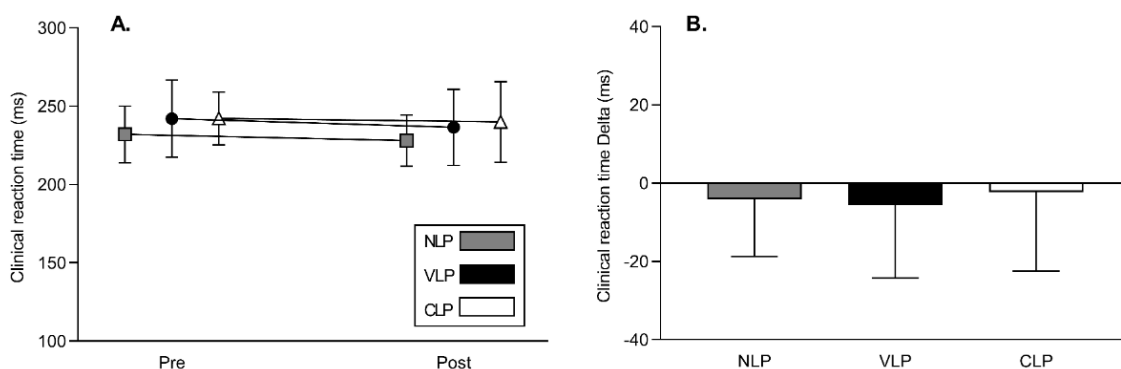 A.
Clinical reaction time (ms)
300
250
200
150
100
Pre
Post
NLP
VLP
CLP
B.
Clinical reaction time Delta (ms)
40
20
0
-20
-40
NLP
VLP
CLP